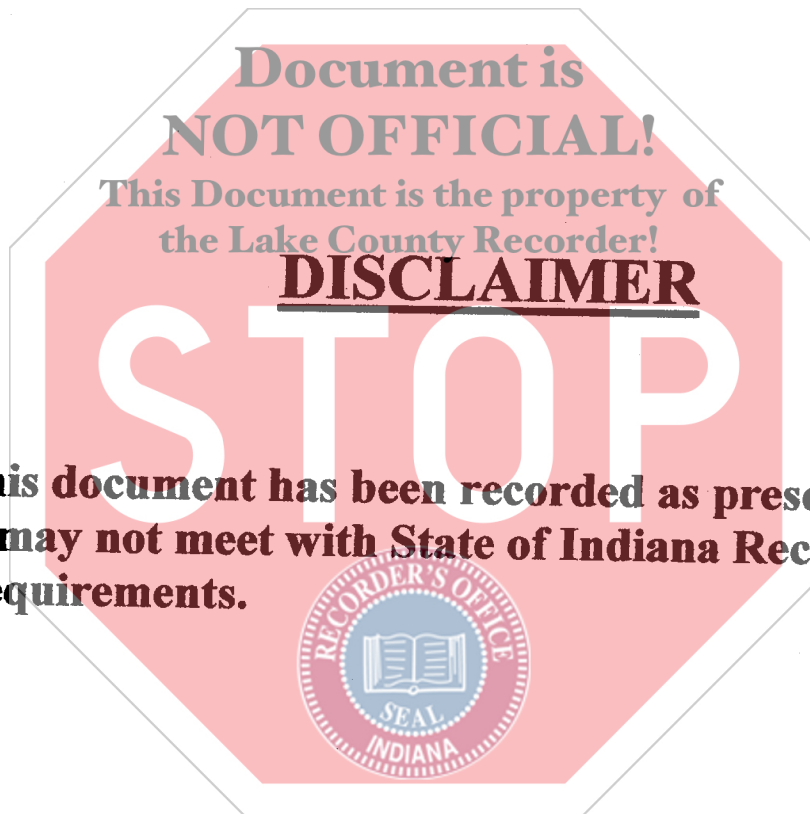 Document is
NOT OFFICIAL!
This Document is the property of
the Lake County Recorder!
DISCLAIMER
STOP
document has been recorded as
may not meet with State of Indiana
RECORDER'S OFFICE
SEAL
INDIANA